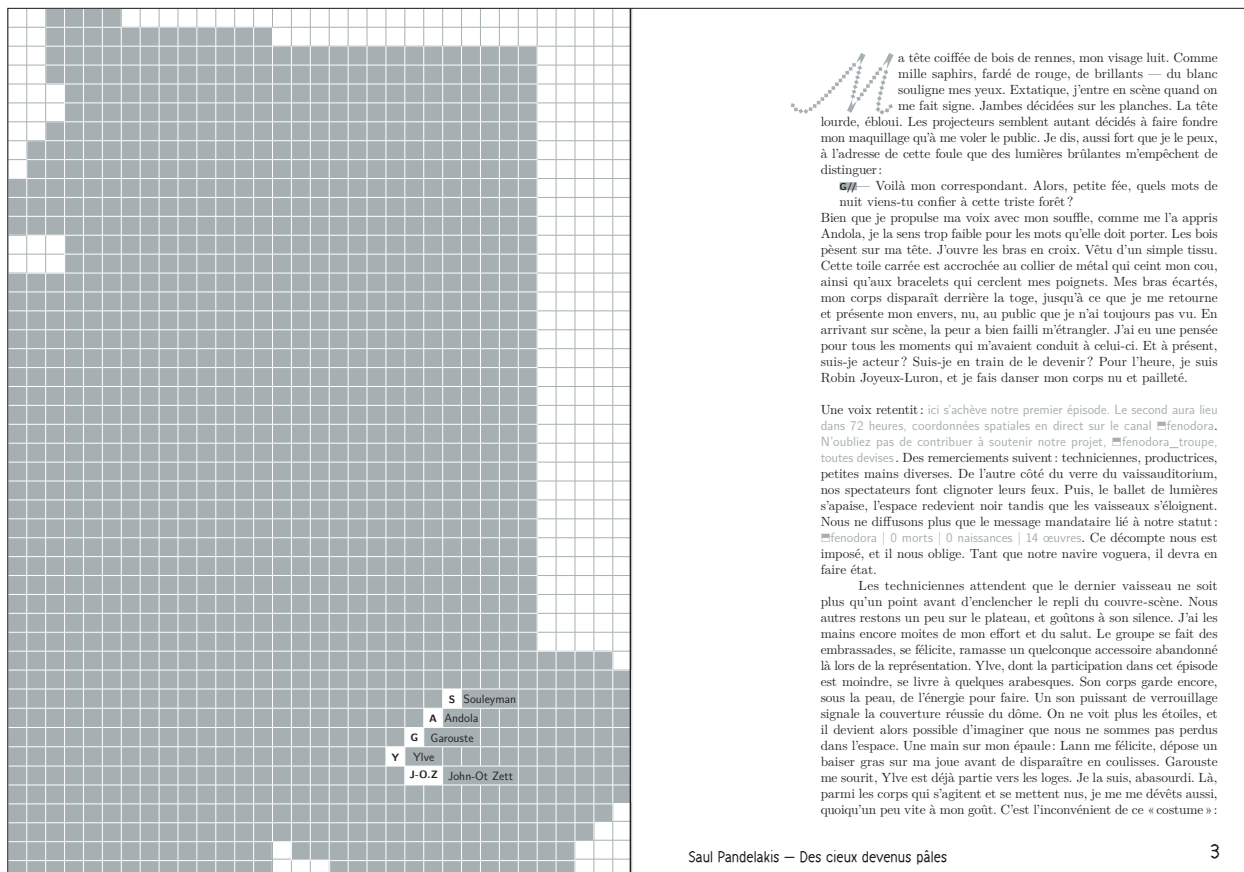 S Souleyman
A Andola
G Garouste
Y Ylve
J-O.Z John-Ot Zett
Ma tête coiffée de bois de rennes, mon visage luit. Comme
mille saphirs, fardé de rouge, de brillants — du blanc
souligne mes yeux. Extatique, j'entre en scène quand on
me fait signe. Jambes décidées sur les planches. La tête
lourde, ébloui. Les projecteurs semblent autant décidés à faire fondre
mon maquillage qu'à me voler le public. Je dis, aussi fort que je le peux,
à l'adresse de cette foule que des lumières brûlantes m'empêchent de
distinguer :
G//— Voilà mon correspondant. Alors, petite fée, quels mots de
nuit viens-tu confier à cette triste forêt ?
Bien que je propulse ma voix avec mon souffle, comme me l'a appris
Andola, je la sens trop faible pour les mots qu'elle doit porter. Les bois
pèsent sur ma tête. J'ouvre les bras en croix. Vêtu d'un simple tissu.
Cette toile carrée est accrochée au collier de métal qui ceint mon cou,
ainsi qu'aux bracelets qui cerclent mes poignets. Mes bras écartés,
mon corps disparaît derrière la toge, jusqu'à ce que je me retourne
et présente mon envers, nu, au public que je n'ai toujours pas vu. En
arrivant sur scène, la peur a bien failli m'étrangler. J'ai eu une pensée
pour tous les moments qui m'avaient conduit à celui-ci. Et à présent,
suis-je acteur ? Suis-je en train de le devenir ? Pour l'heure, je suis
Robin Joyeux-Luron, et je fais danser mon corps nu et pailleté.
Une voix retentit : ici s'achève notre premier épisode. Le second aura lieu
dans 72 heures, coordonnées spatiales en direct sur le canal fenodora.
N'oubliez pas de contribuer à soutenir notre projet, fenodora_troupe,
toutes devises. Des remerciements suivent : techniciennes, productrices,
petites mains diverses. De l'autre côté du verre du vaissauditorium,
nos spectateurs font clignoter leurs feux. Puis, le ballet de lumières
s'apaise, l'espace redevient noir tandis que les vaisseaux s'éloignent.
Nous ne diffusons plus que le message mandataire lié à notre statut :
fenodora | 0 morts | 0 naissances | 14 œuvres. Ce décompte nous est
imposé, et il nous oblige. Tant que notre navire voguera, il devra en
faire état.
Les techniciennes attendent que le dernier vaisseau ne soit
plus qu'un point avant d'enclencher le repli du couvre-scène. Nous
autres restons un peu sur le plateau, et goûtons à son silence. J'ai les
mains encore moites de mon effort et du salut. Le groupe se fait des
embrassades, se félicite, ramasse un quelconque accessoire abandonné
là lors de la représentation. Ylve, dont la participation dans cet épisode
est moindre, se livre à quelques arabesques. Son corps garde encore,
sous la peau, de l'énergie pour faire. Un son puissant de verrouillage
signale la couverture réussie du dôme. On ne voit plus les étoiles, et
il devient alors possible d'imaginer que nous ne sommes pas perdus
dans l'espace. Une main sur mon épaule : Lann me félicite, dépose un
baiser gras sur ma joue avant de disparaître en coulisses. Garouste
me sourit, Ylve est déjà partie vers les loges. Je la suis, abasourdi. Là,
parmi les corps qui s'agitent et se mettent nus, je me me dévêts aussi,
quoiqu'un peu vite à mon goût. C'est l'inconvénient de ce « costume » :
Saul Pandelakis — Des cieux devenus pâles
3